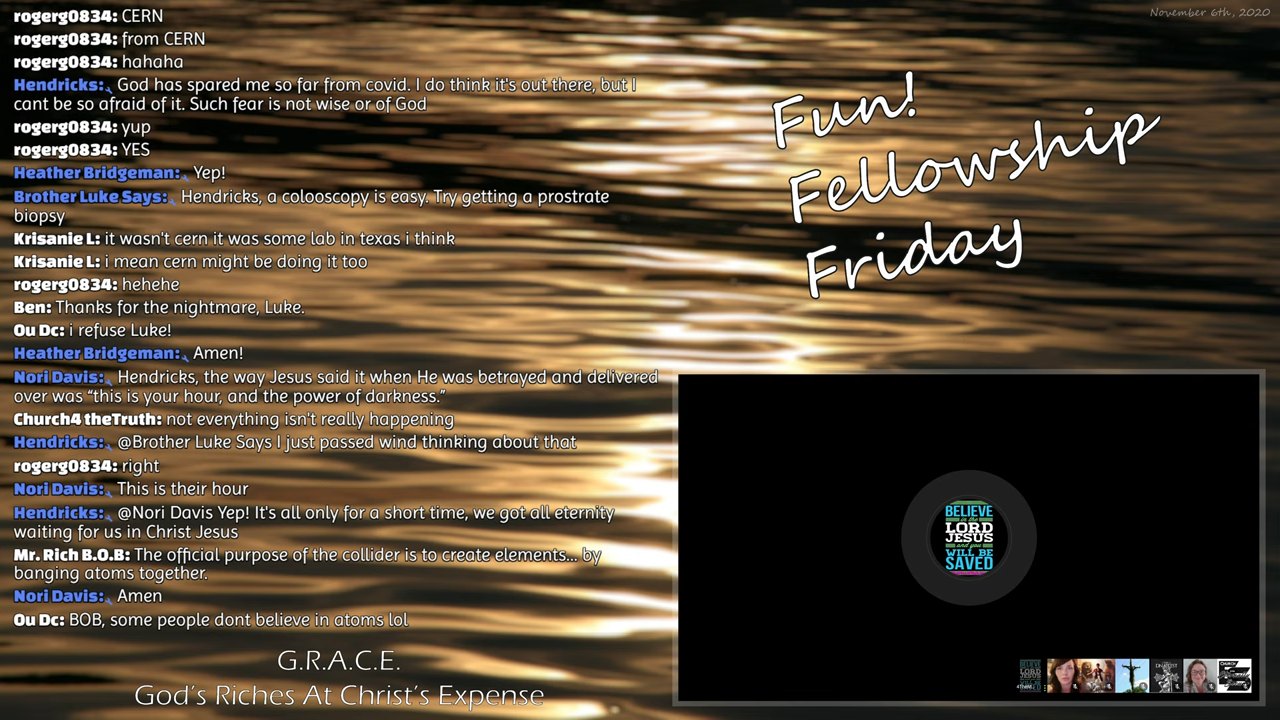 rogerg0834: CERN
rogerg0834: from CERN
rogerg0834: hahaha
Hendricks: God has spared me so far from covid. I do think it's out there, but I
cant be so afraid of it. Such fear is not wise or of God
rogerg0834: yup
rogerg0834: YES
Heather Bridgeman: Yep!
Brother Luke Says: Hendricks, a colooscopy is easy. Try getting a prostrate
biopsy
Krisanie L: it wasn't cern it was some lab in texas i think
Krisanie L: i mean cern might be doing it too
rogerg0834: hehehe
Ben: Thanks for the nightmare, Luke.
Ou Dc: i refuse Luke!
Heather Bridgeman: Amen!
Nori Davis: Hendricks, the way Jesus said it when He was betrayed and delivered
over was “this is your hour, and the power of darkness.”
Church4 theTruth: not everything isn't really happening
Hendricks: @Brother Luke Says I just passed wind thinking about that
rogerg0834: right
Nori Davis: This is their hour
Hendricks: @Nori Davis Yep! It's all only for a short time, we got all eternity
waiting for us in Christ Jesus
Mr. Rich B.O.B: The official purpose of the collider is to create elements... by
banging atoms together.
Nori Davis: Amen
Ou Dc: BOB, some people dont believe in atoms lol
G.R.A.C.E.
God's Riches At Christ's Expense
November 6th, 2020
Fun!
Fellowship
Friday
BELIEVE
in the
LORD
JESUS
and you
WILL BE
SAVED